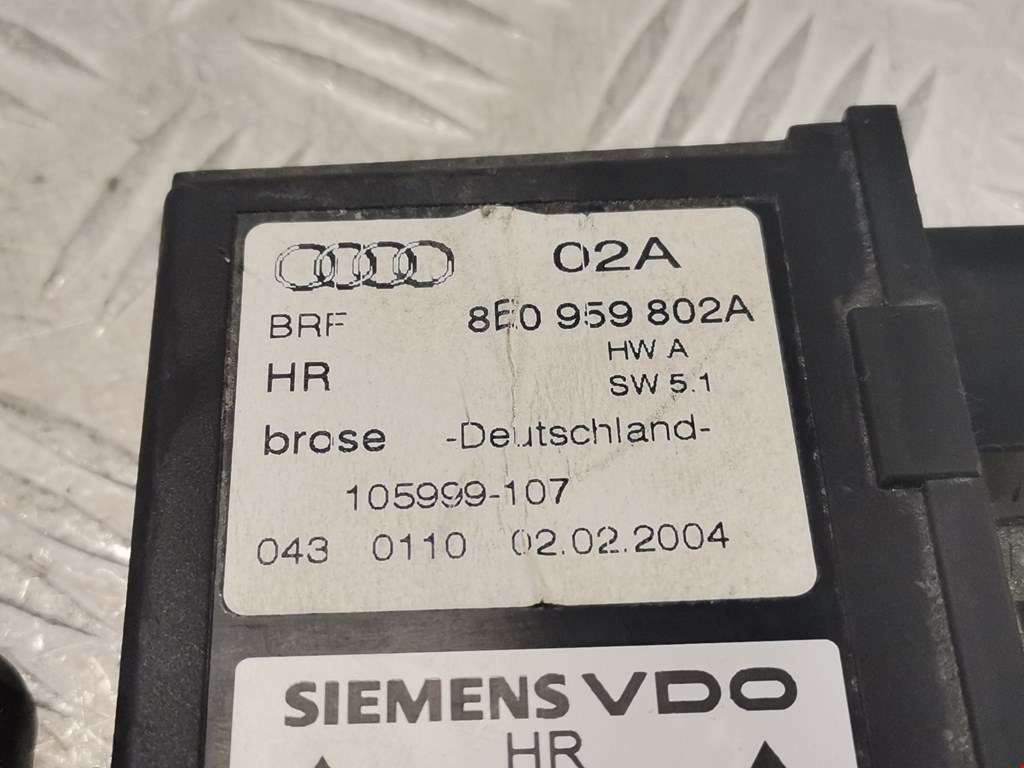 02A
BRF 8E0 959 802A
HW A
HR
SW 5.1
brose -Deutschland-
105999-107
043 0110 02.02.2004
SIEMENS VDO
HR